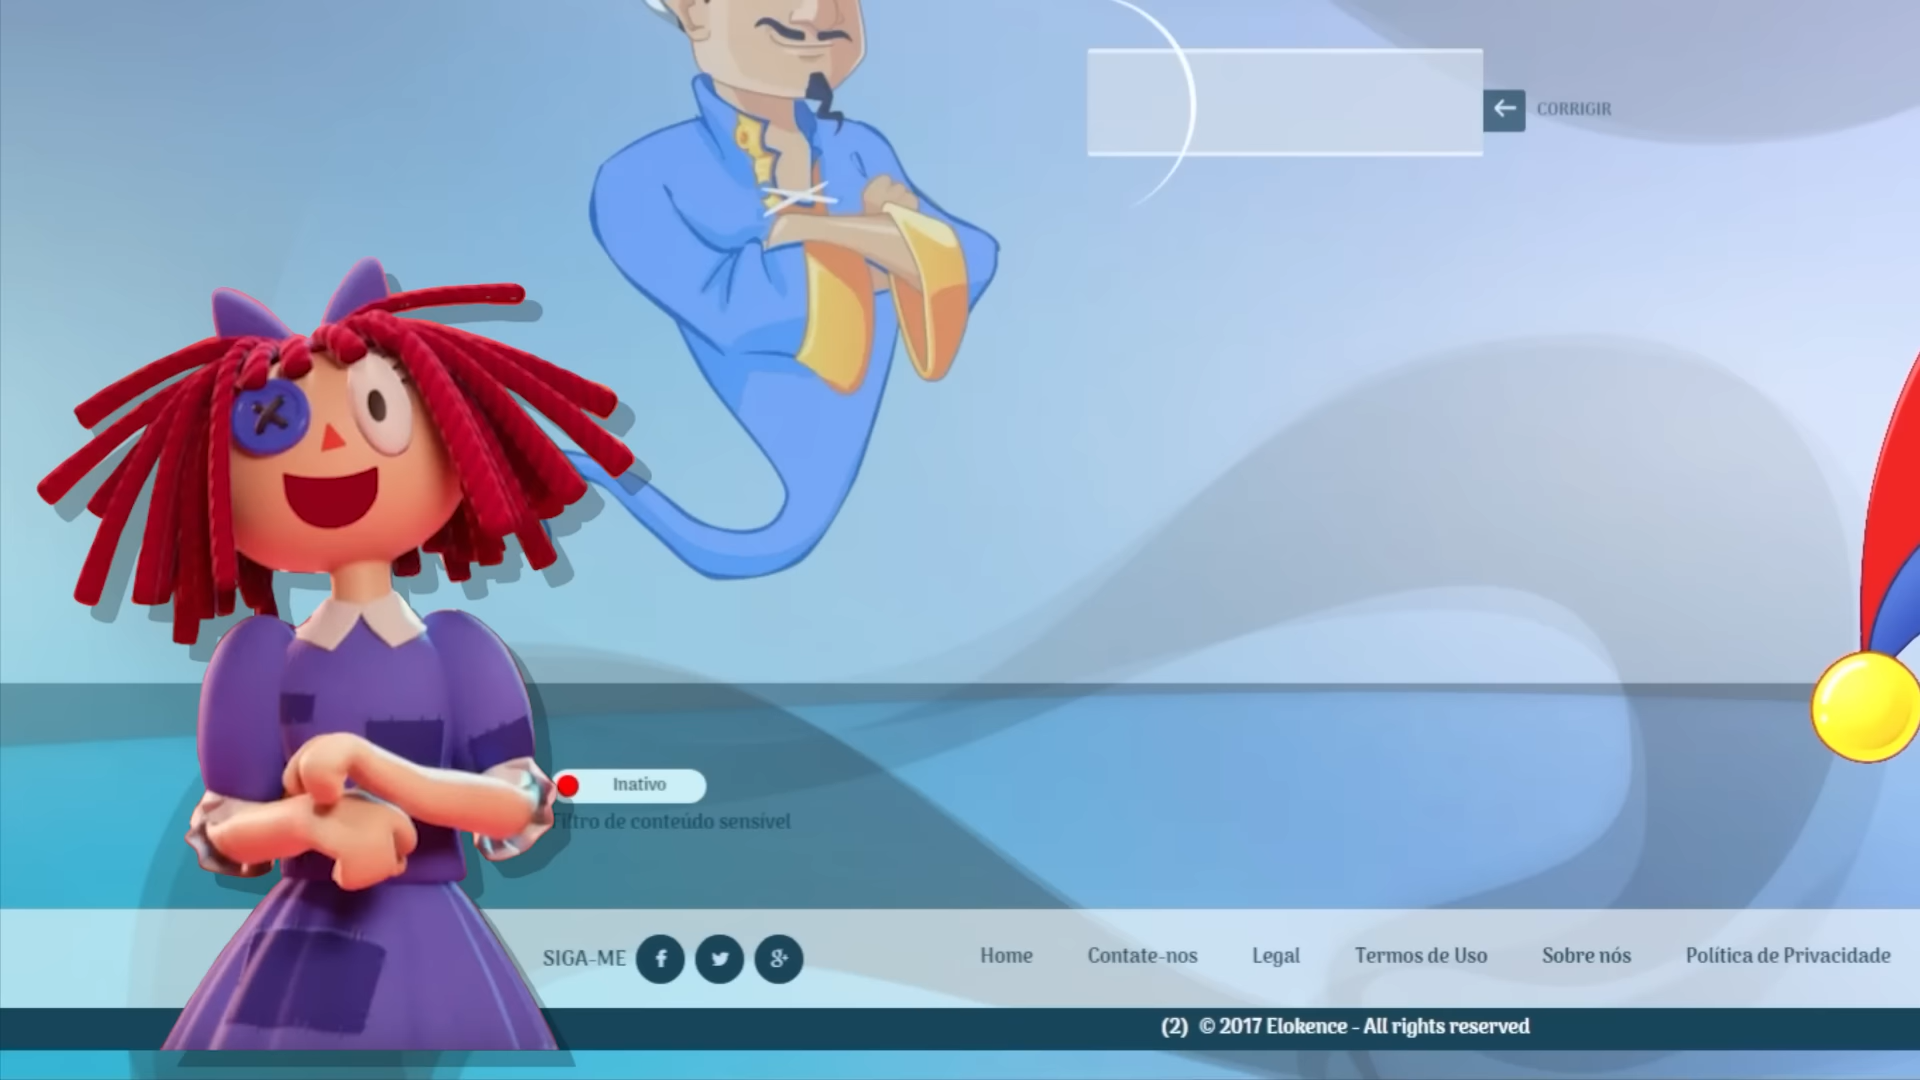 CORRIGIR
Inativo
Filtro de conteúdo sensível
SIGA-ME
Home Contate-nos Legal Termos de Uso Sobre nós Política de Privacidade
(2) © 2017 Elokence - All rights reserved